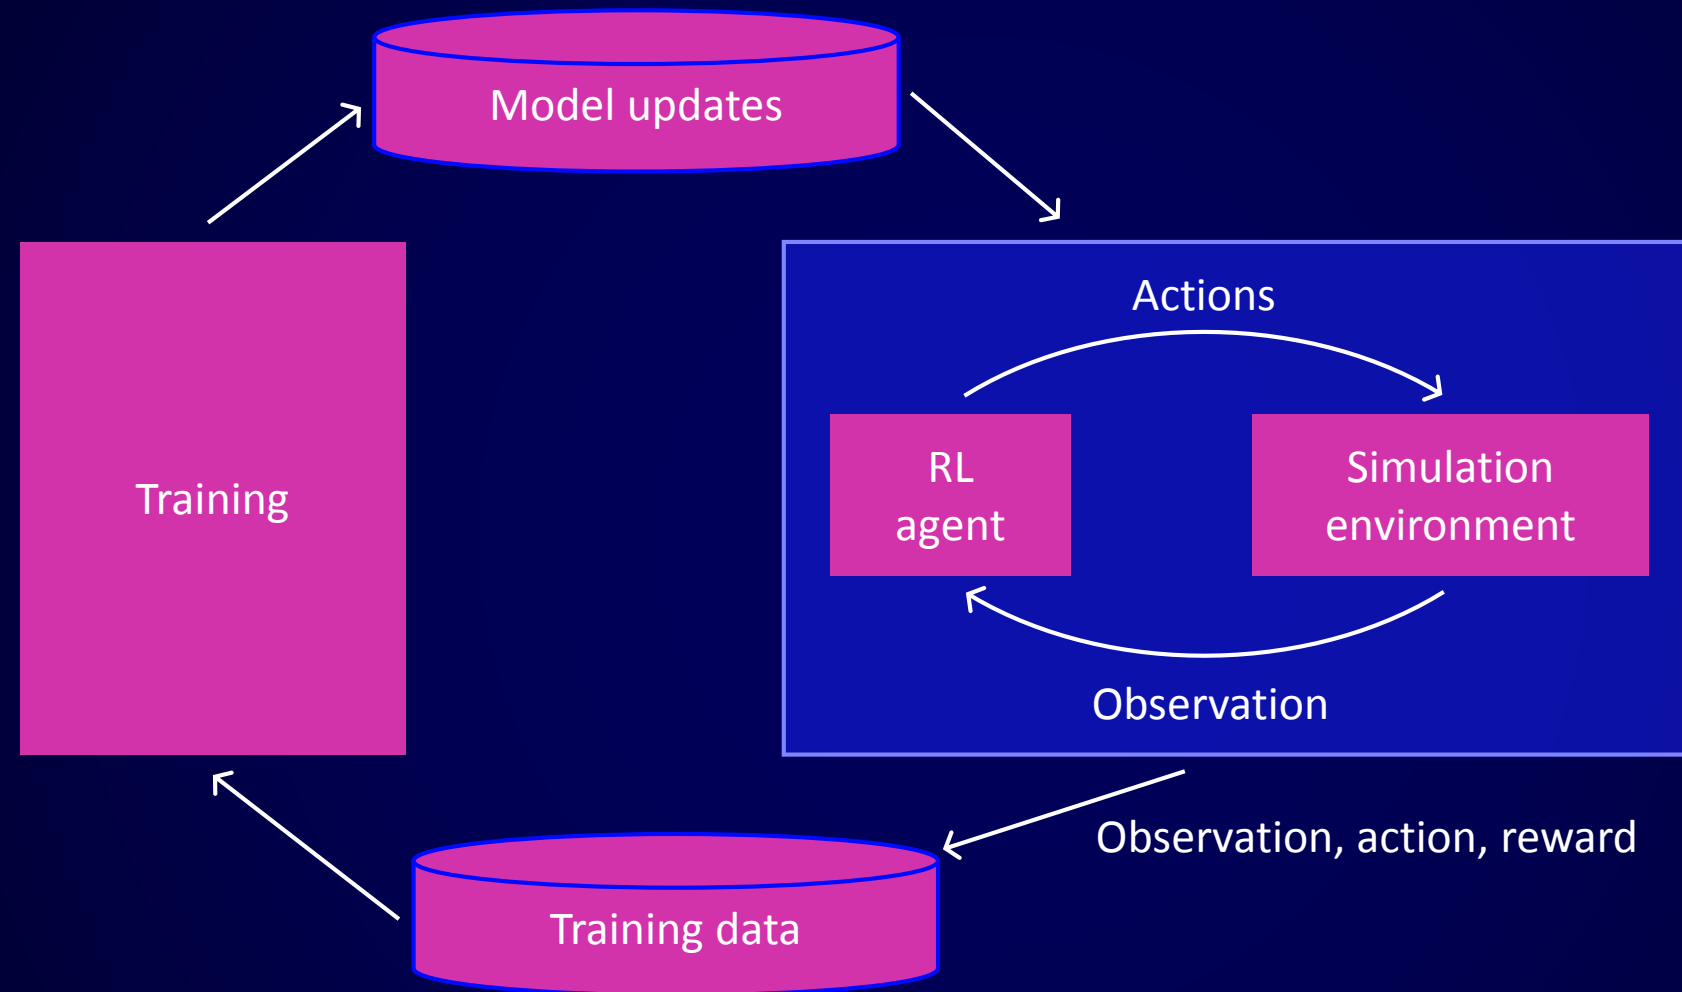 Model updates
Actions
RL
agent
Simulation
environment
Training
Observation
Observation, action, reward
Training data